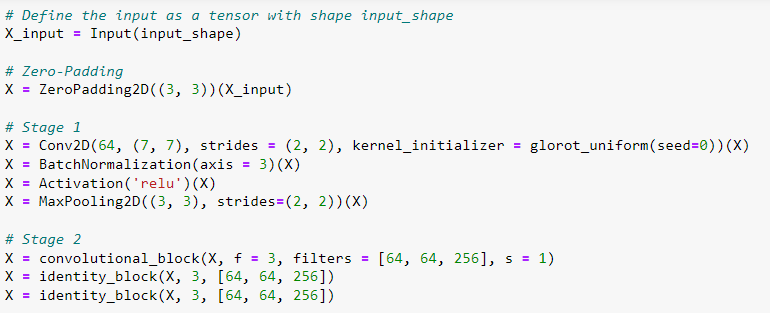 # Define the input as a tensor with shape input_shape
X_input = Input(input_shape)
# Zero-Padding
X = ZeroPadding2D((3, 3))(X_input)
# Stage 1
X = Conv2D(64, (7, 7), strides = (2, 2), kernel_initializer = glorot_uniform(seed=0))(X)
X = BatchNormalization(axis = 3)(X)
X = Activation('relu')(X)
X = MaxPooling2D((3, 3), strides=(2, 2))(X)
# Stage 2
X = convolutional_block(X, f = 3, filters = [64, 64, 256], s = 1)
X = identity_block(X, 3, [64, 64, 256])
X = identity_block(X, 3, [64, 64, 256])